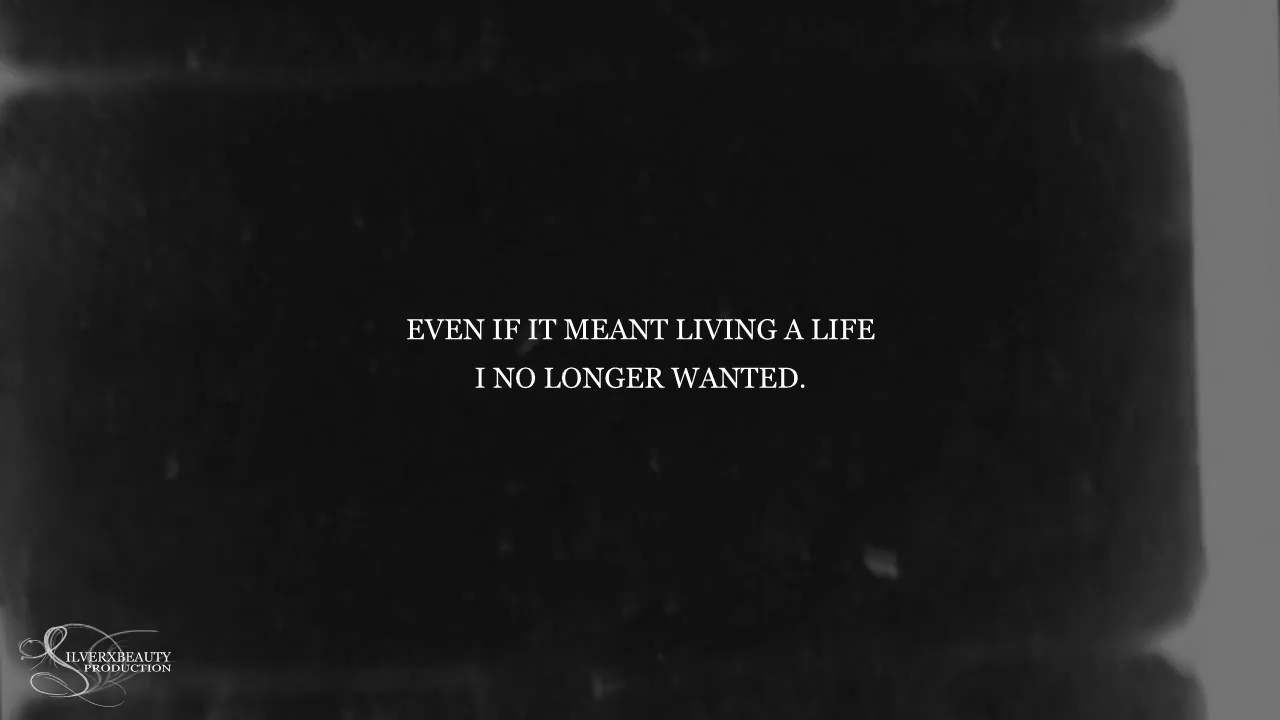 EVEN IF IT MEANT LIVING A LIFE
I NO LONGER WANTED.
SILVERXBEAUTY
PRODUCTION